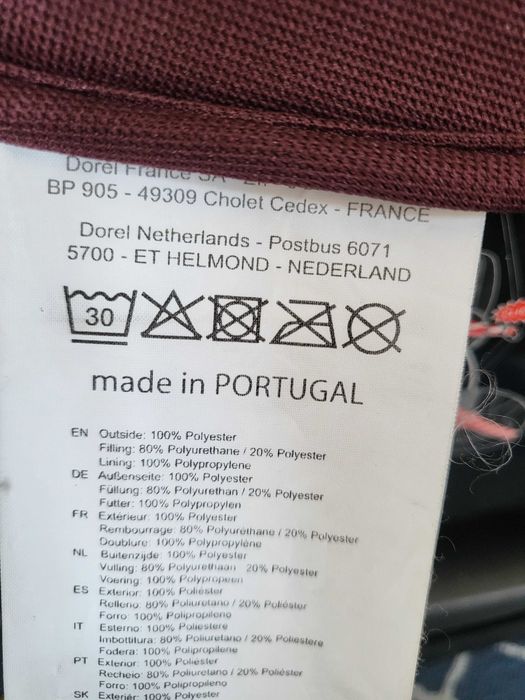 Dorel France SA
BP 905 - 49309 Cholet Cedex - FRANCE
Dorel Netherlands - Postbus 6071
5700 - ET HELMOND - NEDERLAND
30
made in PORTUGAL
EN Outside: 100% Polyester
Filling: 80% Polyurethane / 20% Polyester
Lining: 100% Polypropylene
DE Außenseite: 100% Polyester
Füllung: 80% Polyurethan / 20% Polyester
Futter: 100% Polypropylen
FR Extérieur: 100% Polyester
Rembourrage: 80% Polyuréthane / 20% Polyester
Doublure: 100% Polypropylène
NL Buitenzijde: 100% Polyester
Vulling: 80% Polyurethaan 20% Polyester
Voering: 100% Polypropeen
ES Exterior: 100% Poliéster
Relleno: 80% Poliuretano / 20% Poliéster
Forro: 100% Polipropileno
IT Esterno: 100% Poliestere
Imbottitura: 80% Poliuretano / 20% Poliestere
Fodera: 100% Polipropilene
PT Exterior: 100% Poliéster
Recheio: 80% Poliuretano / 20% Poliéster
Forro: 100% Polipropileno
SK Exteriér: 100% Polyester